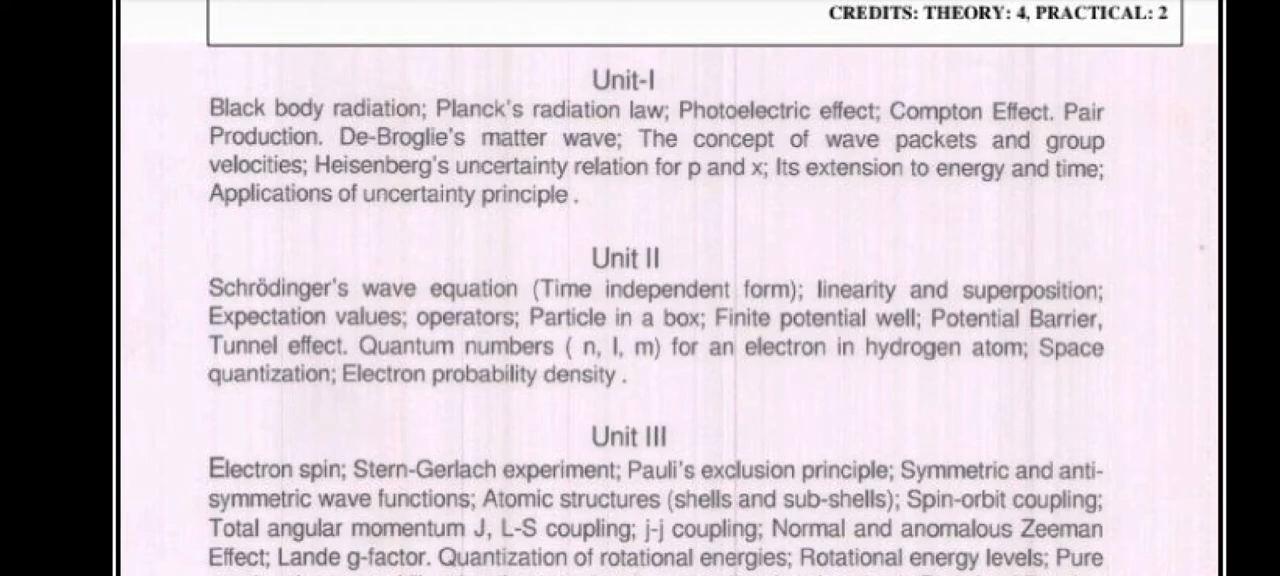 CREDITS: THEORY: 4, PRACTICAL: 2
Unit-I
Black body radiation; Planck's radiation law; Photoelectric effect; Compton Effect. Pair
Production. De-Broglie's matter wave; The concept of wave packets and group
velocities; Heisenberg's uncertainty relation for p and x; Its extension to energy and time;
Applications of uncertainty principle .
Unit II
Schrödinger's wave equation (Time independent form); linearity and superposition;
Expectation values; operators; Particle in a box; Finite potential well; Potential Barrier,
Tunnel effect. Quantum numbers ( n, l, m) for an electron in hydrogen atom; Space
quantization; Electron probability density .
Unit III
Electron spin; Stern-Gerlach experiment; Pauli's exclusion principle; Symmetric and anti-
symmetric wave functions; Atomic structures (shells and sub-shells); Spin-orbit coupling;
Total angular momentum J, L-S coupling; j-j coupling; Normal and anomalous Zeeman
Effect; Lande g-factor. Quantization of rotational energies; Rotational energy levels; Pure